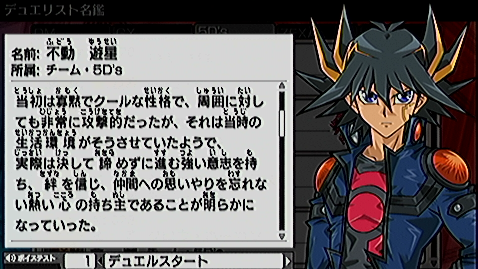 デュエリスト名鑑
名前: 不動 遊星
所属: チーム・5D's
当初は寡黙でクールな性格で、周囲に対し
ても非常に攻撃的だったが、それは当時の
生活環境がそうさせていたようで、
実際は決して諦めずに進む強い意志を持
ち、絆を信じ、仲間への思いやりを忘れな
い熱い心の持ち主であることが明らかに
なっていった。
ボイステスト 1 デュエルスタート